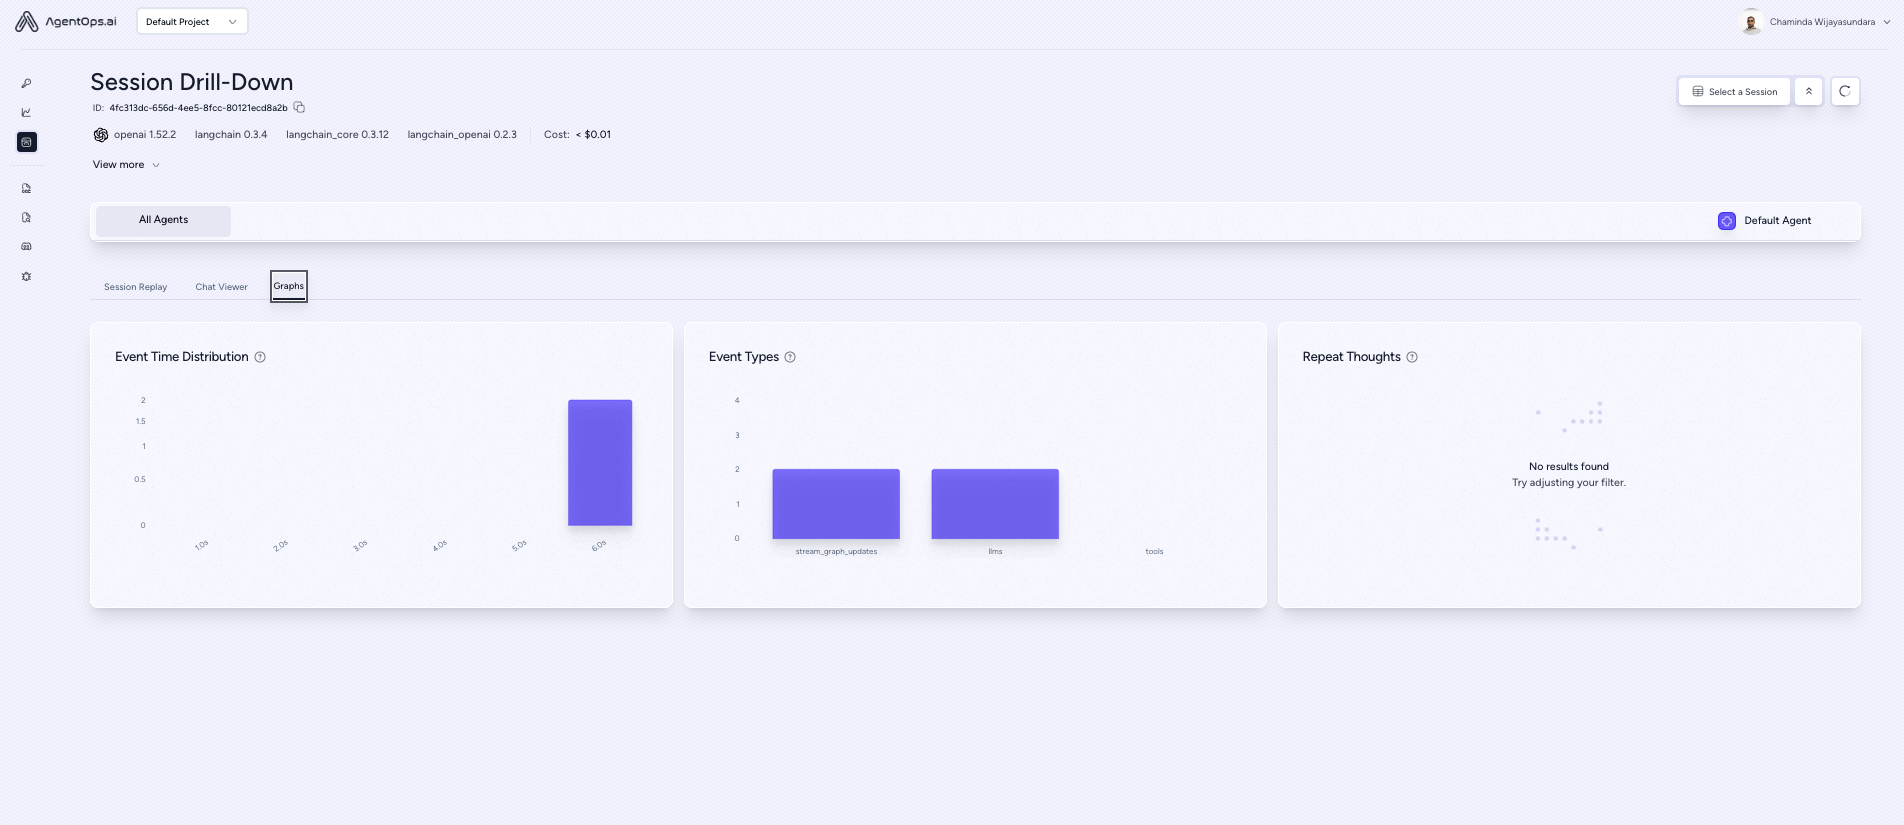 AgentOps.ai
Default Project
Chaminda Wijayasundara
Session Drill-Down
ID: 4fc313dc-656d-4ee5-8fcc-80121ecd8a2b
Select a Session
openai 1.52.2 langchain 0.3.4 langchain_core 0.3.12 langchain_openai 0.2.3 Cost: < $0.01
View more
All Agents
Default Agent
Session Replay Chat Viewer Graphs
Event Time Distribution
2
1.5
1
0.5
0
1.0s 2.0s 3.0s 4.0s 5.0s 6.0s
Event Types
4
3
2
1
0
stream_graph_updates llms tools
Repeat Thoughts
No results found
Try adjusting your filter.